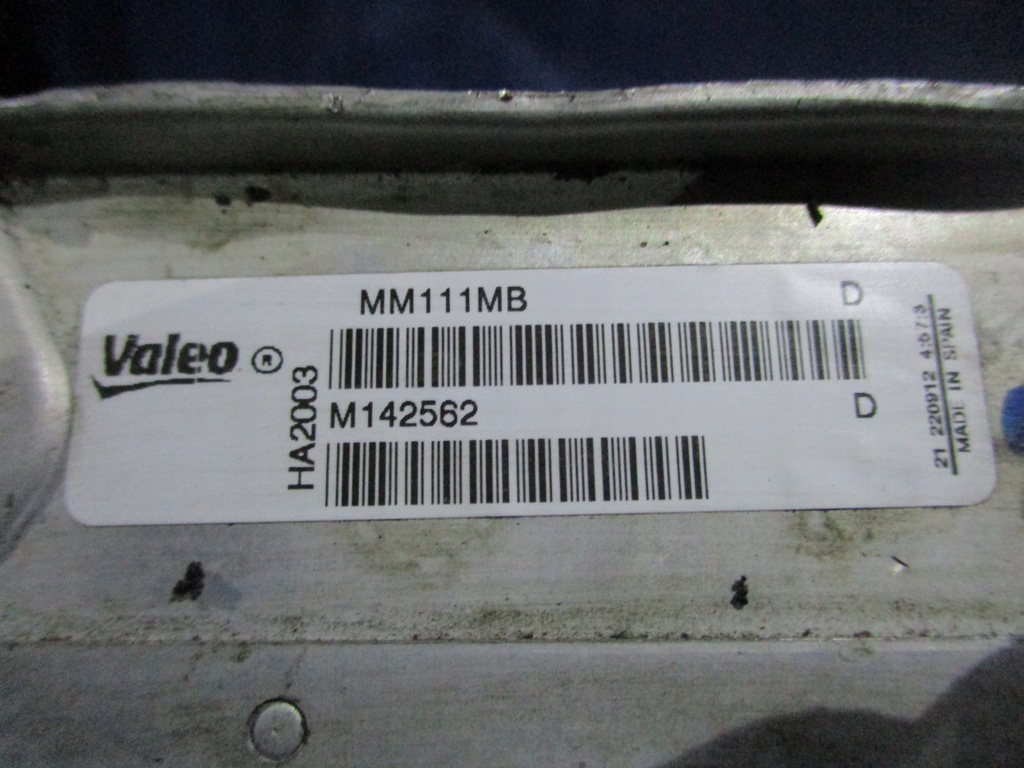 MM111MB D
Valeo ®
HA2003
M142562 D
21 220912 4:57:3
MADE IN SPAIN